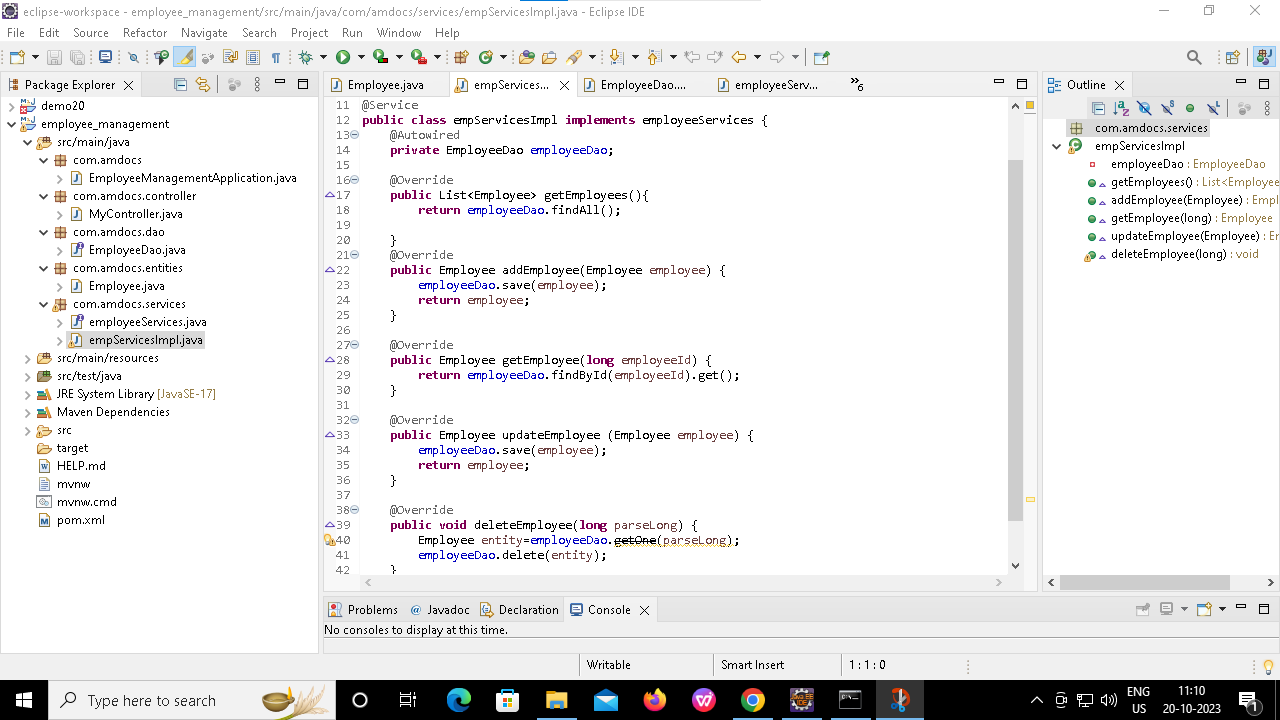 eclipse-workspace - employee_management/src/main/java/com/amdocs/services/empServicesImpl.java - Eclipse IDE
File Edit Source Refactor Navigate Search Project Run Window Help
Package Explorer
demo20
employee_management
src/main/java
com.amdocs
EmployeeManagementApplication.java
com.amdocs.controller
MyController.java
com.amdocs.dao
EmployeeDao.java
com.amdocs.entities
Employee.java
com.amdocs.services
employeeServices.java
empServicesImpl.java
src/main/resources
src/test/java
JRE System Library [JavaSE-17]
Maven Dependencies
src
target
HELP.md
mvnw
mvnw.cmd
pom.xml
Employee.java empServices... EmployeeDao.... employeeServ... »6
11 @Service
12 public class empServicesImpl implements employeeServices {
13 @Autowired
14 private EmployeeDao employeeDao;
15
16 @Override
17 public List<Employee> getEmployees(){
18 return employeeDao.findAll();
19
20 }
21 @Override
22 public Employee addEmployee(Employee employee) {
23 employeeDao.save(employee);
24 return employee;
25 }
26
27 @Override
28 public Employee getEmployee(long employeeId) {
29 return employeeDao.findById(employeeId).get();
30 }
31
32 @Override
33 public Employee updateEmployee (Employee employee) {
34 employeeDao.save(employee);
35 return employee;
36 }
37
38 @Override
39 public void deleteEmployee(long parseLong) {
40 Employee entity=employeeDao.getOne(parseLong);
41 employeeDao.delete(entity);
42 }
Outline
com.amdocs.services
empServicesImpl
employeeDao : EmployeeDao
getEmployees() : List<Employee
addEmployee(Employee) : Empl
getEmployee(long) : Employee
updateEmployee(Employee) : Er
deleteEmployee(long) : void
Problems Javadoc Declaration Console
No consoles to display at this time.
Writable Smart Insert 1 : 1 : 0
Type here to search
ENG
US
11:10
20-10-2023
1